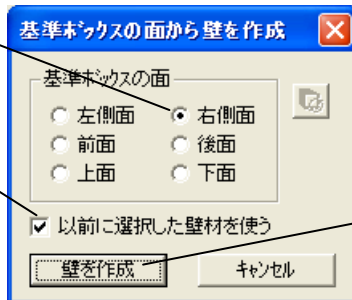 基準ボックスの面から壁を作成
基準ボックスの面
左側面 右側面
前面 後面
上面 下面
以前に選択した壁材を使う
壁を作成 キャンセル